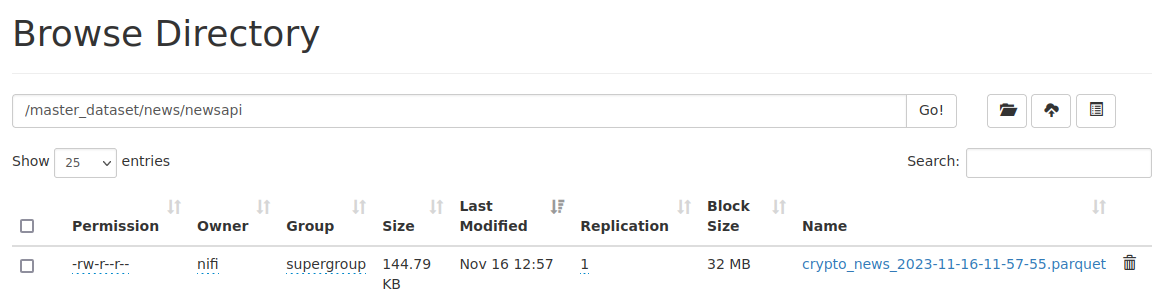 Browse Directory
/master_dataset/news/newsapi Go!
Show 25 entries Search:
Permission Owner Group Size Last Modified Replication Block Size Name
-rw-r--r-- nifi supergroup 144.79 KB Nov 16 12:57 1 32 MB crypto_news_2023-11-16-11-57-55.parquet